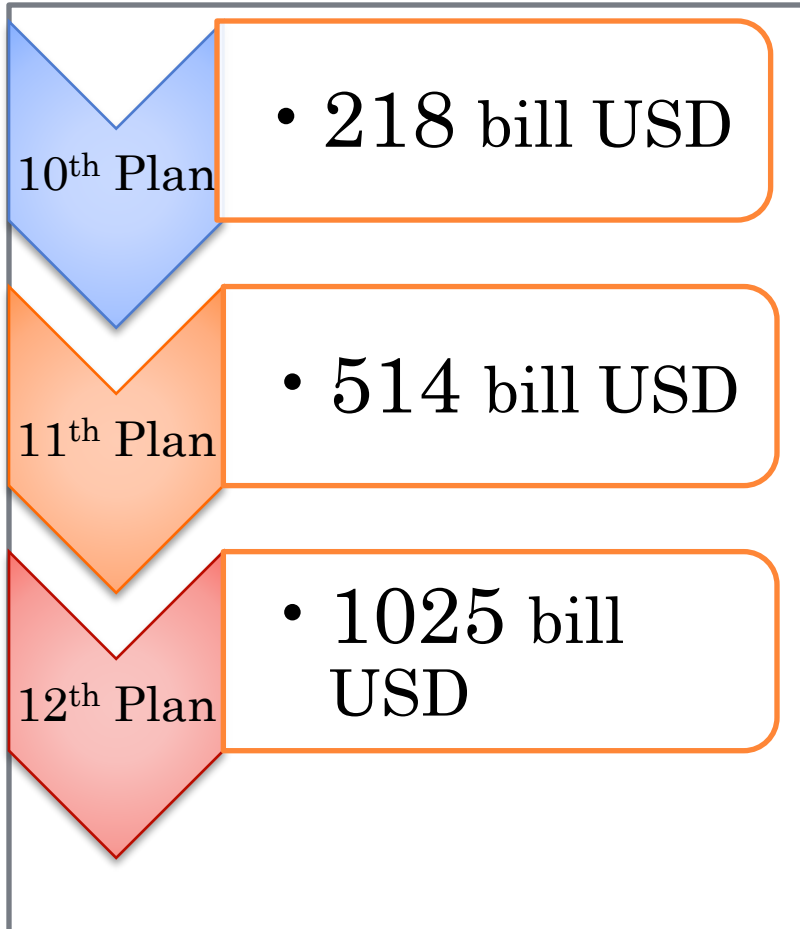 10th Plan
• 218 bill USD
11th Plan
• 514 bill USD
12th Plan
• 1025 bill
USD